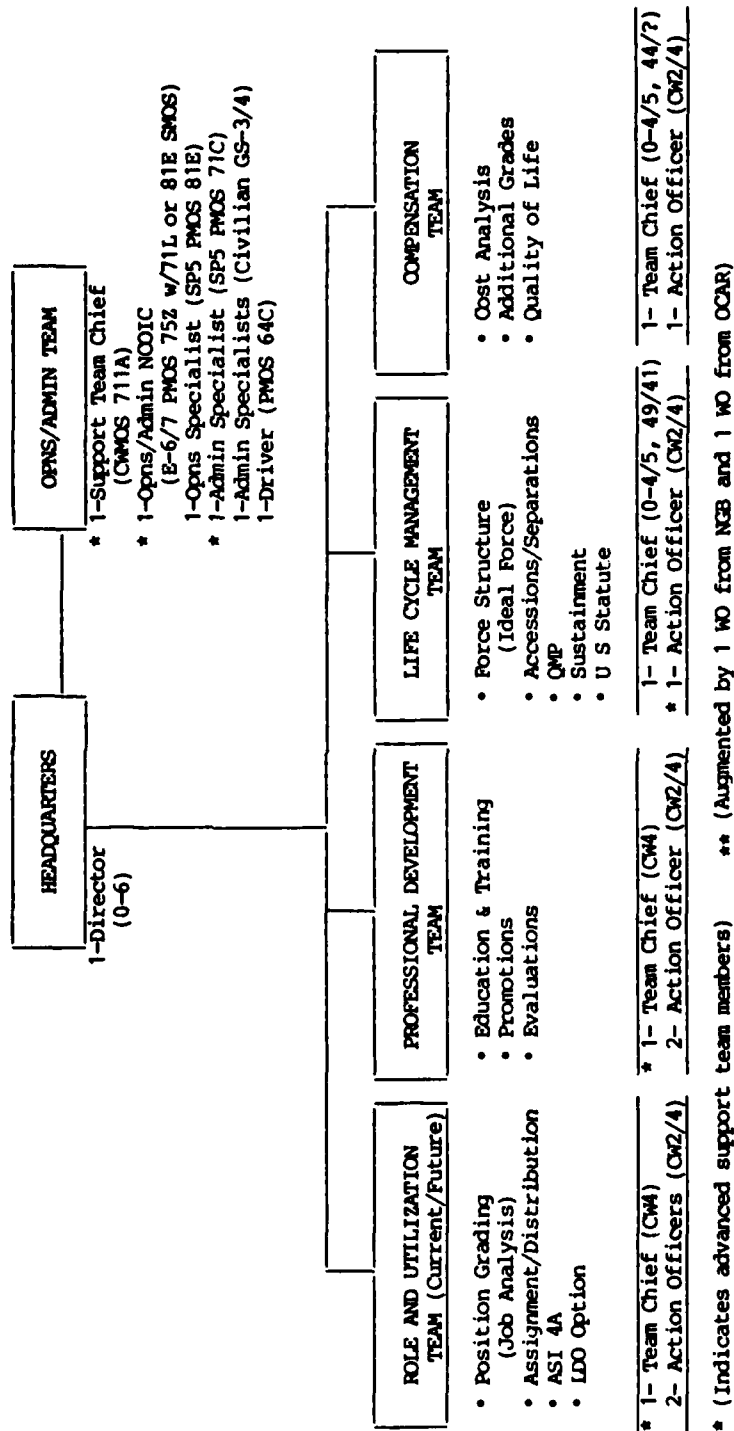 HEADQUARTERS
1-Director
(O-6)
OPNS/ADMIN TEAM
* 1-Support Team Chief
(CWMOS 711A)
* 1-Opns/Admin NCOIC
(E-6/7 PMOS 75Z w/71L or 81E SMOS)
1-Opns Specialist (SP5 PMOS 81E)
* 1-Admin Specialist (SP5 PMOS 71C)
1-Admin Specialists (Civilian GS-3/4)
1-Driver (PMOS 64C)
ROLE AND UTILIZATION
TEAM (Current/Future)
• Position Grading
(Job Analysis)
• Assignment/Distribution
• ASI 4A
• LDO Option
* 1- Team Chief (CW4)
2- Action Officers (CW2/4)
PROFESSIONAL DEVELOPMENT
TEAM
• Education & Training
• Promotions
• Evaluations
* 1- Team Chief (CW4)
2- Action Officer (CW2/4)
LIFE CYCLE MANAGEMENT
TEAM
• Force Structure
(Ideal Force)
• Accessions/Separations
• QMP
• Sustainment
• U S Statute
1- Team Chief (O-4/5, 49/41)
* 1- Action Officer (CW2/4)
COMPENSATION
TEAM
• Cost Analysis
• Additional Grades
• Quality of Life
1- Team Chief (O-4/5, 44/?)
1- Action Officer (CW2/4)
* (Indicates advanced support team members) ** (Augmented by 1 WO from NGB and 1 WO from OCAR)